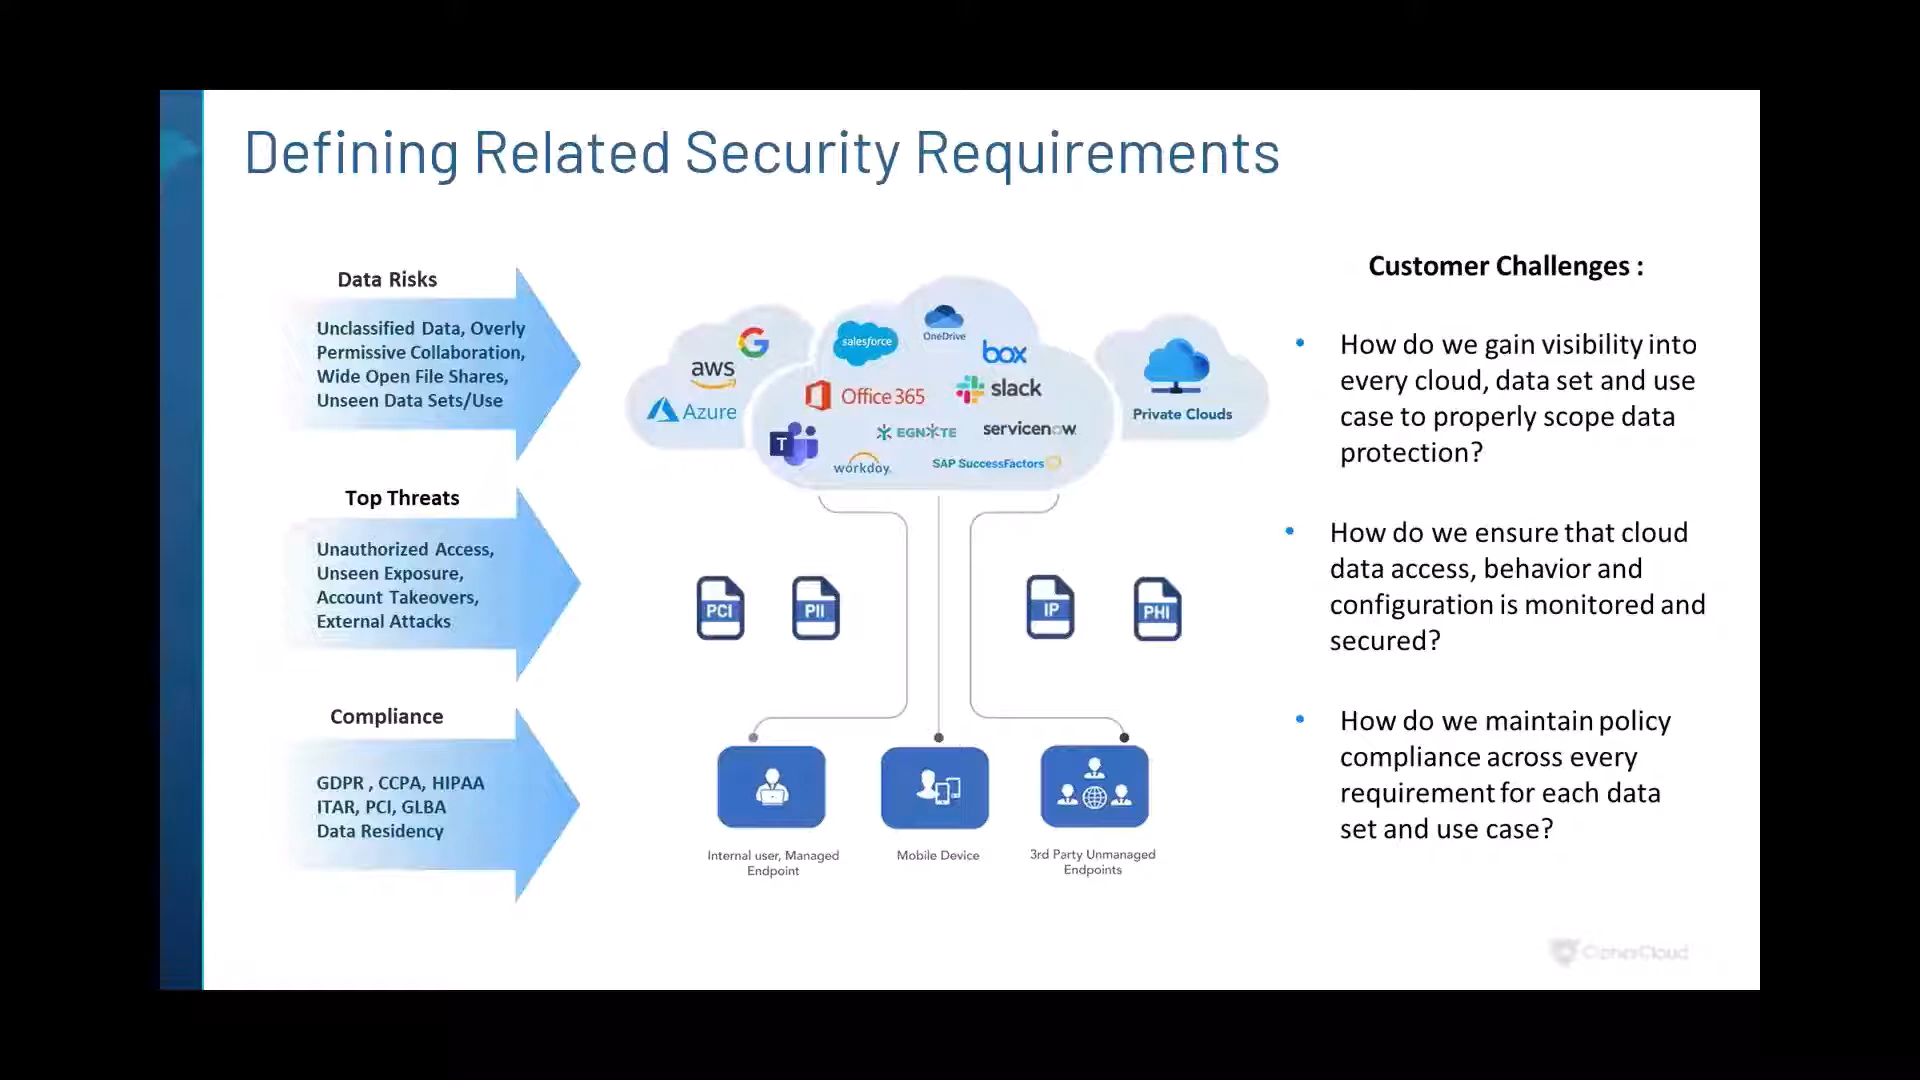 Defining Related Security Requirements
Data Risks
Unclassified Data, Overly
Permissive Collaboration,
Wide Open File Shares,
Unseen Data Sets/Use
Top Threats
Unauthorized Access,
Unseen Exposure,
Account Takeovers,
External Attacks
Compliance
GDPR , CCPA, HIPAA
ITAR, PCI, GLBA
Data Residency
aws
Azure
salesforce
OneDrive
box
Office 365
slack
T
EGNYTE
servicenow
workday
SAP SuccessFactors
Private Clouds
PCI
PII
IP
PHI
Internal user, Managed
Endpoint
Mobile Device
3rd Party Unmanaged
Endpoints
Customer Challenges :
• How do we gain visibility into
every cloud, data set and use
case to properly scope data
protection?
• How do we ensure that cloud
data access, behavior and
configuration is monitored and
secured?
• How do we maintain policy
compliance across every
requirement for each data
set and use case?
CipherCloud